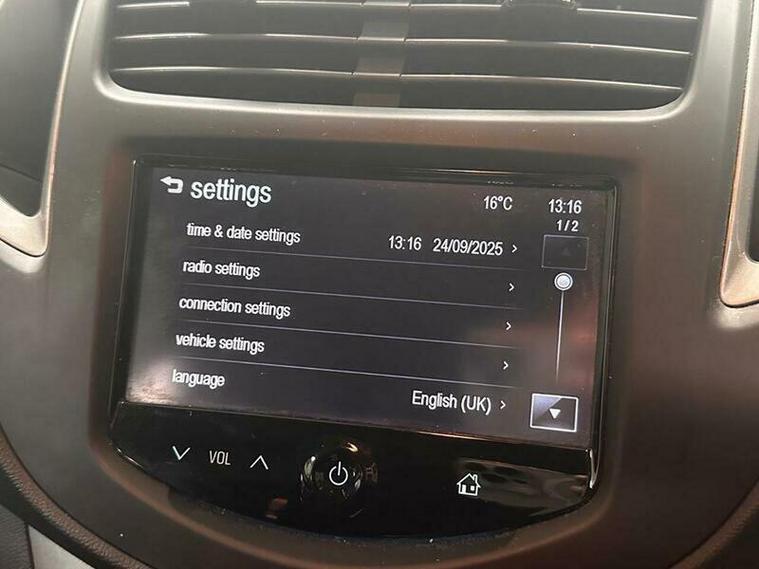 settings
16°C 13:16
1/2
time & date settings 13:16 24/09/2025 >
radio settings >
connection settings >
vehicle settings >
language English (UK) >
VOL